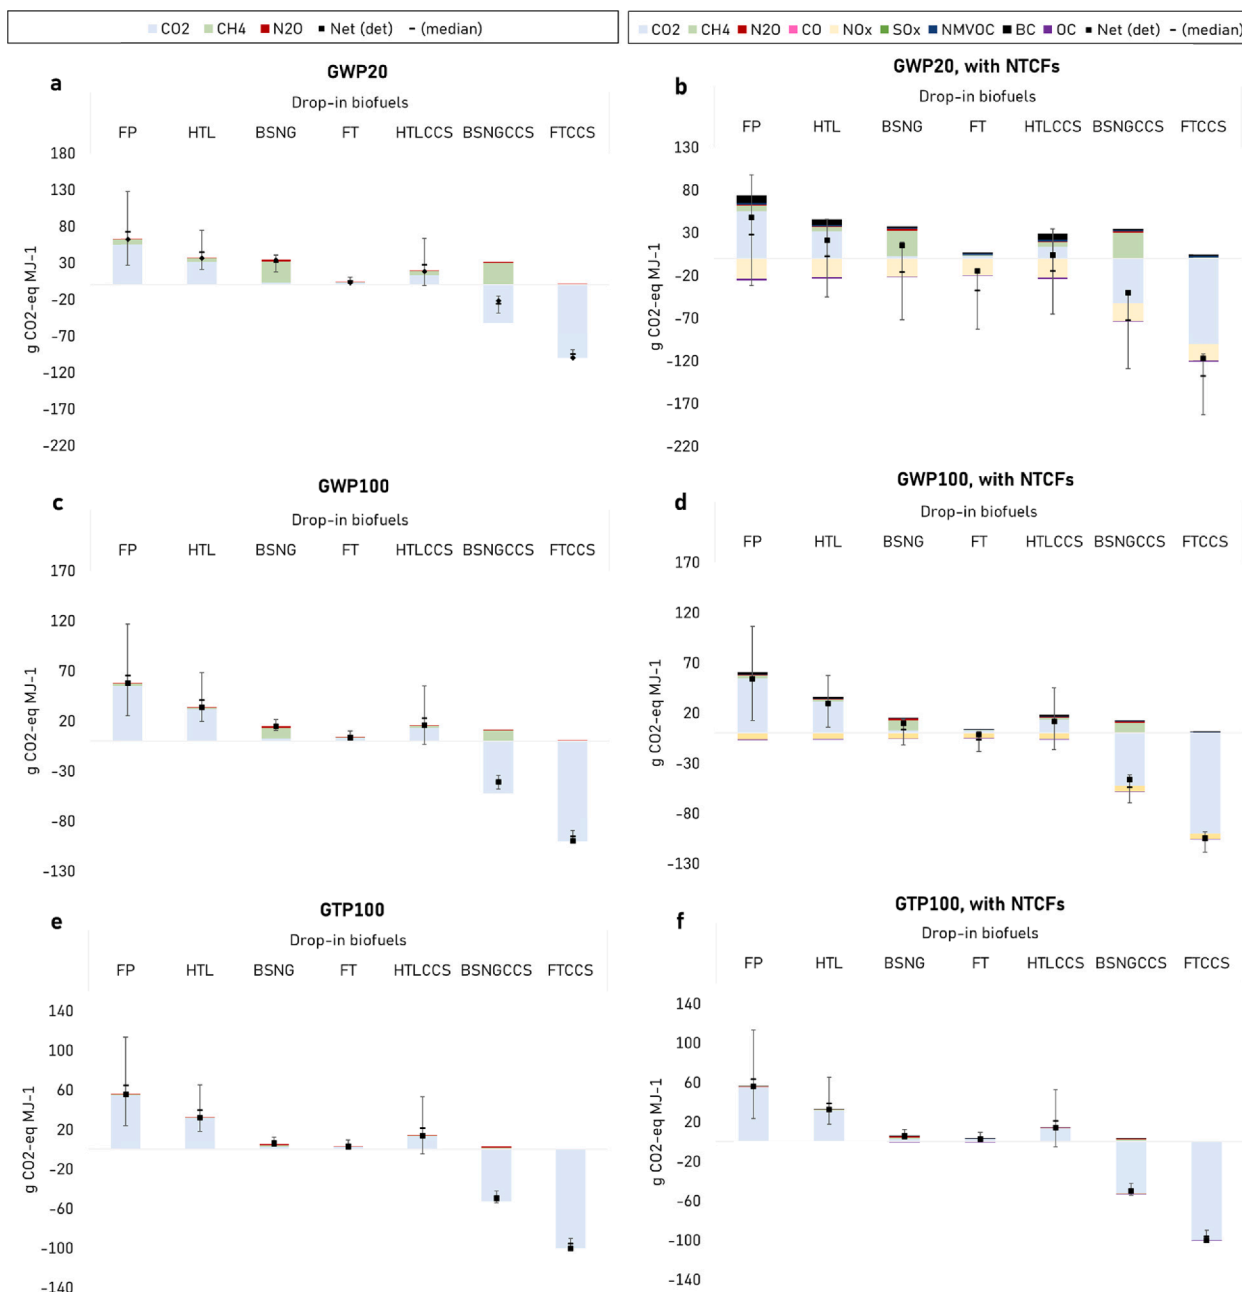 CO2 CH4 N2O Net (det) – (median)
CO2 CH4 N2O CO NOx SOx NMVOC BC OC Net (det) – (median)
a
GWP20
Drop-in biofuels
FP HTL BSNG FT HTLCCS BSNGCCS FTCCS
g CO2-eq MJ-1
180
130
80
30
-20
-70
-120
-170
-220
b
GWP20, with NTCFs
Drop-in biofuels
FP HTL BSNG FT HTLCCS BSNGCCS FTCCS
g CO2-eq MJ-1
130
80
30
-20
-70
-120
-170
-220
c
GWP100
Drop-in biofuels
FP HTL BSNG FT HTLCCS BSNGCCS FTCCS
g CO2-eq MJ-1
170
120
70
20
-30
-80
-130
d
GWP100, with NTCFs
Drop-in biofuels
FP HTL BSNG FT HTLCCS BSNGCCS FTCCS
g CO2-eq MJ-1
170
120
70
20
-30
-80
-130
e
GTP100
Drop-in biofuels
FP HTL BSNG FT HTLCCS BSNGCCS FTCCS
g CO2-eq MJ-1
140
100
60
20
-20
-60
-100
-140
f
GTP100, with NTCFs
Drop-in biofuels
FP HTL BSNG FT HTLCCS BSNGCCS FTCCS
g CO2-eq MJ-1
140
100
60
20
-20
-60
-100
-140